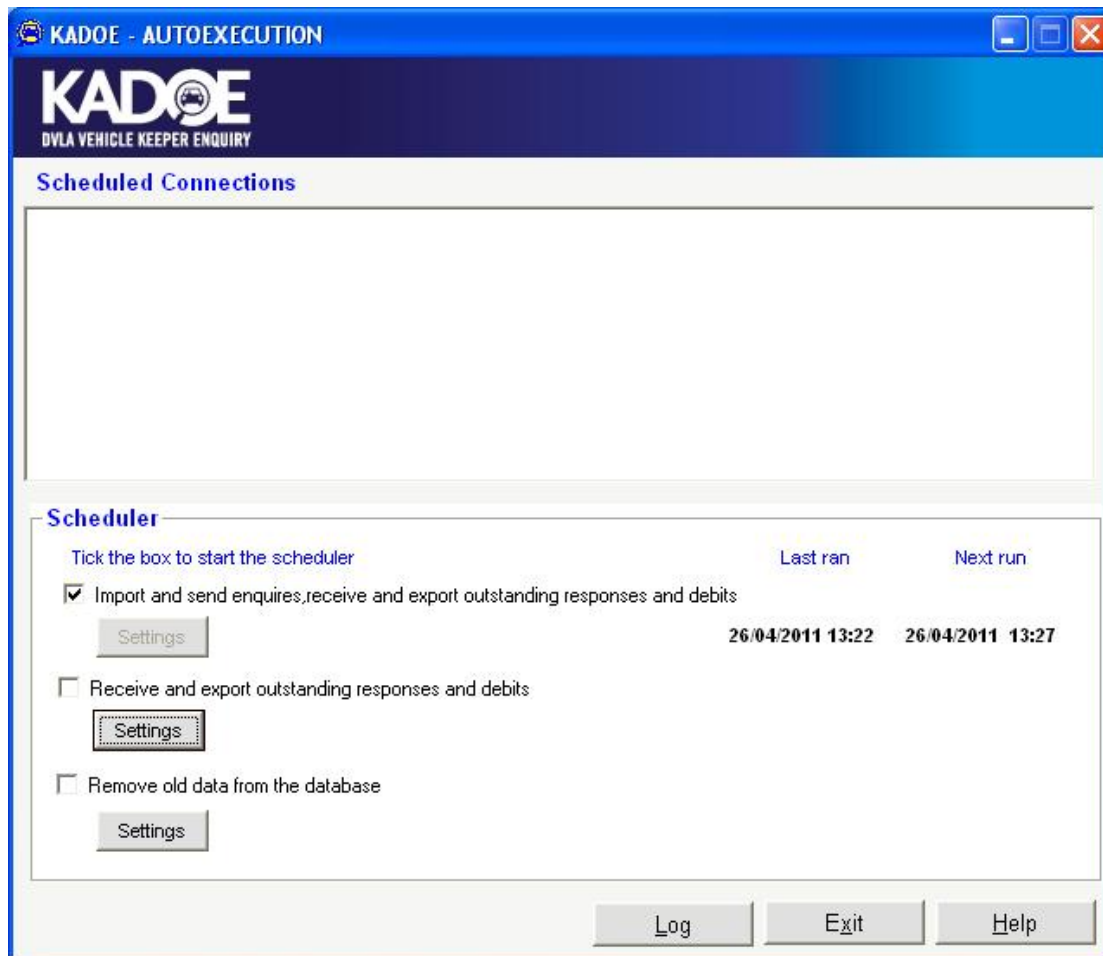 KADOE - AUTOEXECUTION
KADOE
DVLA VEHICLE KEEPER ENQUIRY
Scheduled Connections
Scheduler
Tick the box to start the scheduler Last ran Next run
Import and send enquires,receive and export outstanding responses and debits
Settings 26/04/2011 13:22 26/04/2011 13:27
Receive and export outstanding responses and debits
Settings
Remove old data from the database
Settings
Log Exit Help